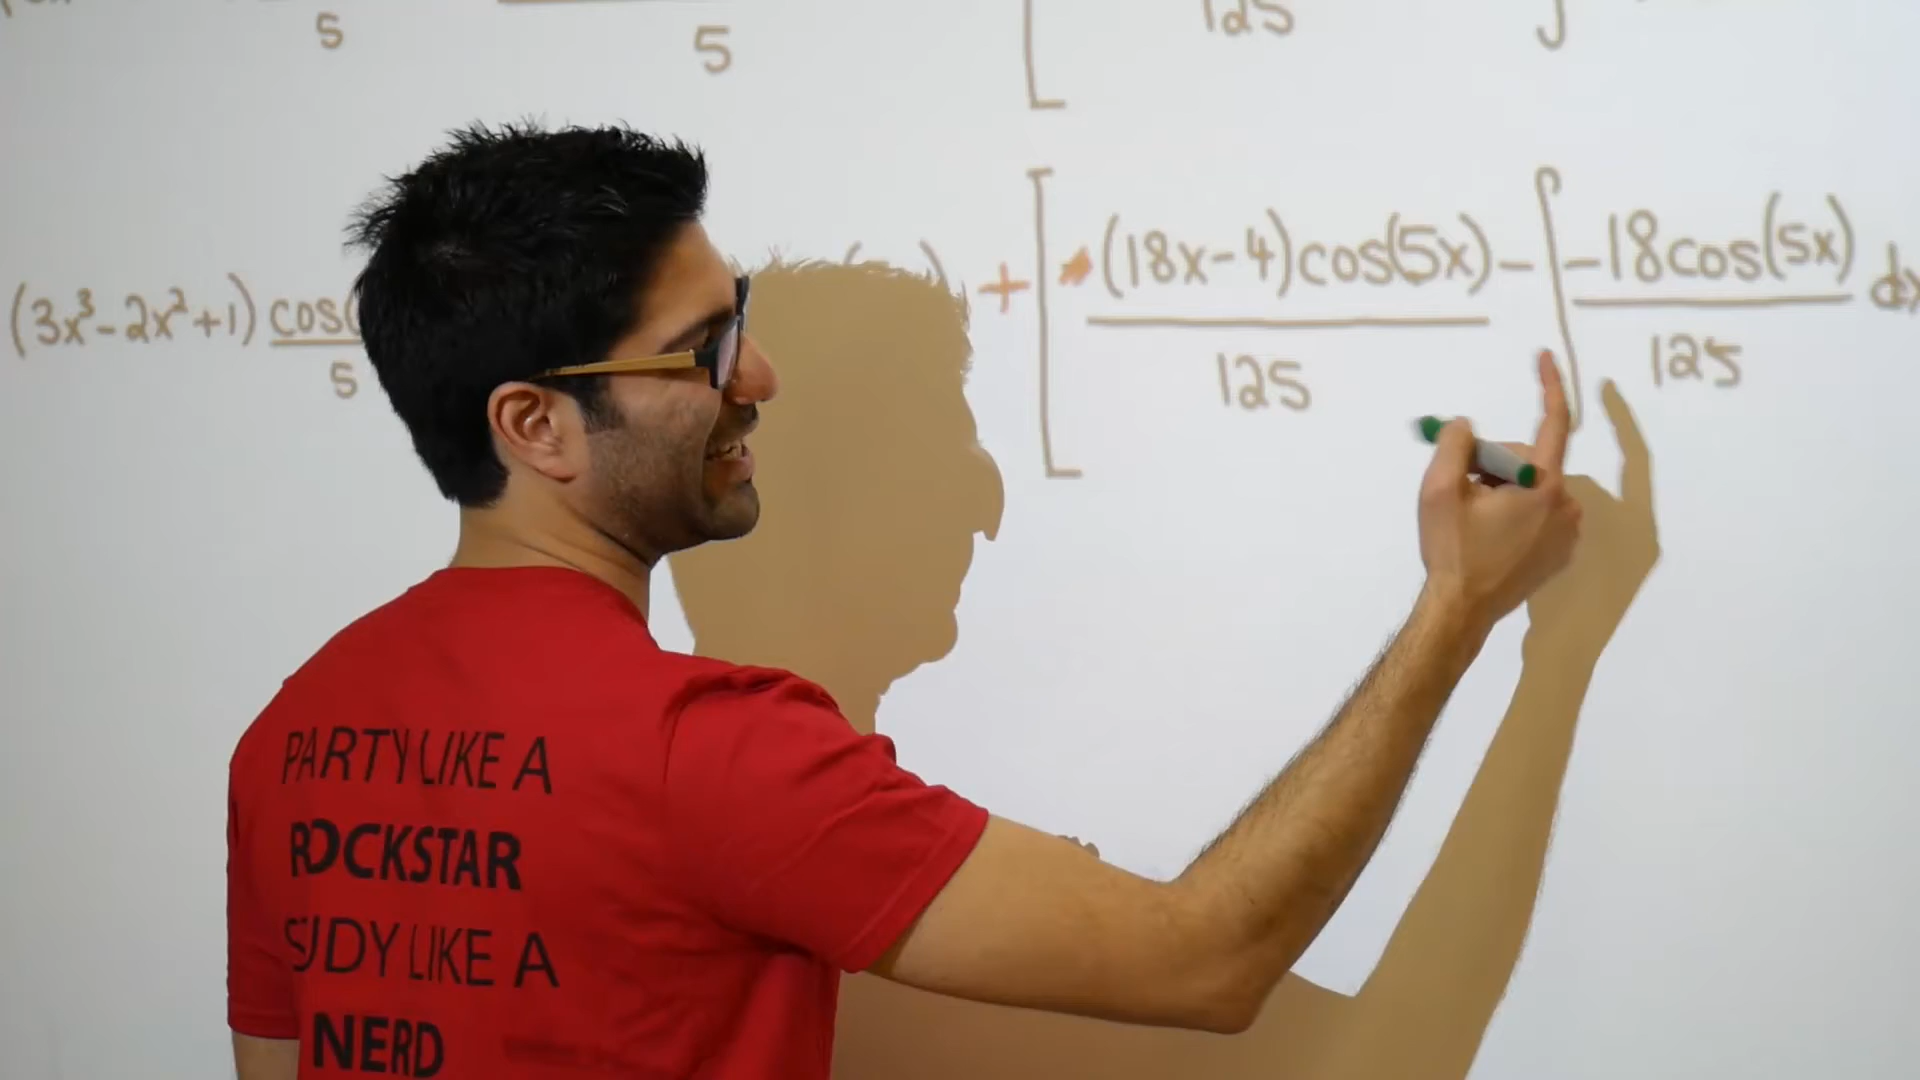 5 5 125 ∫
(3x³-2x²+1) cos( + [ (18x-4)cos(5x) - ∫ -18cos(5x) dx
5 125 125
PARTY LIKE A
ROCKSTAR
STUDY LIKE A
NERD